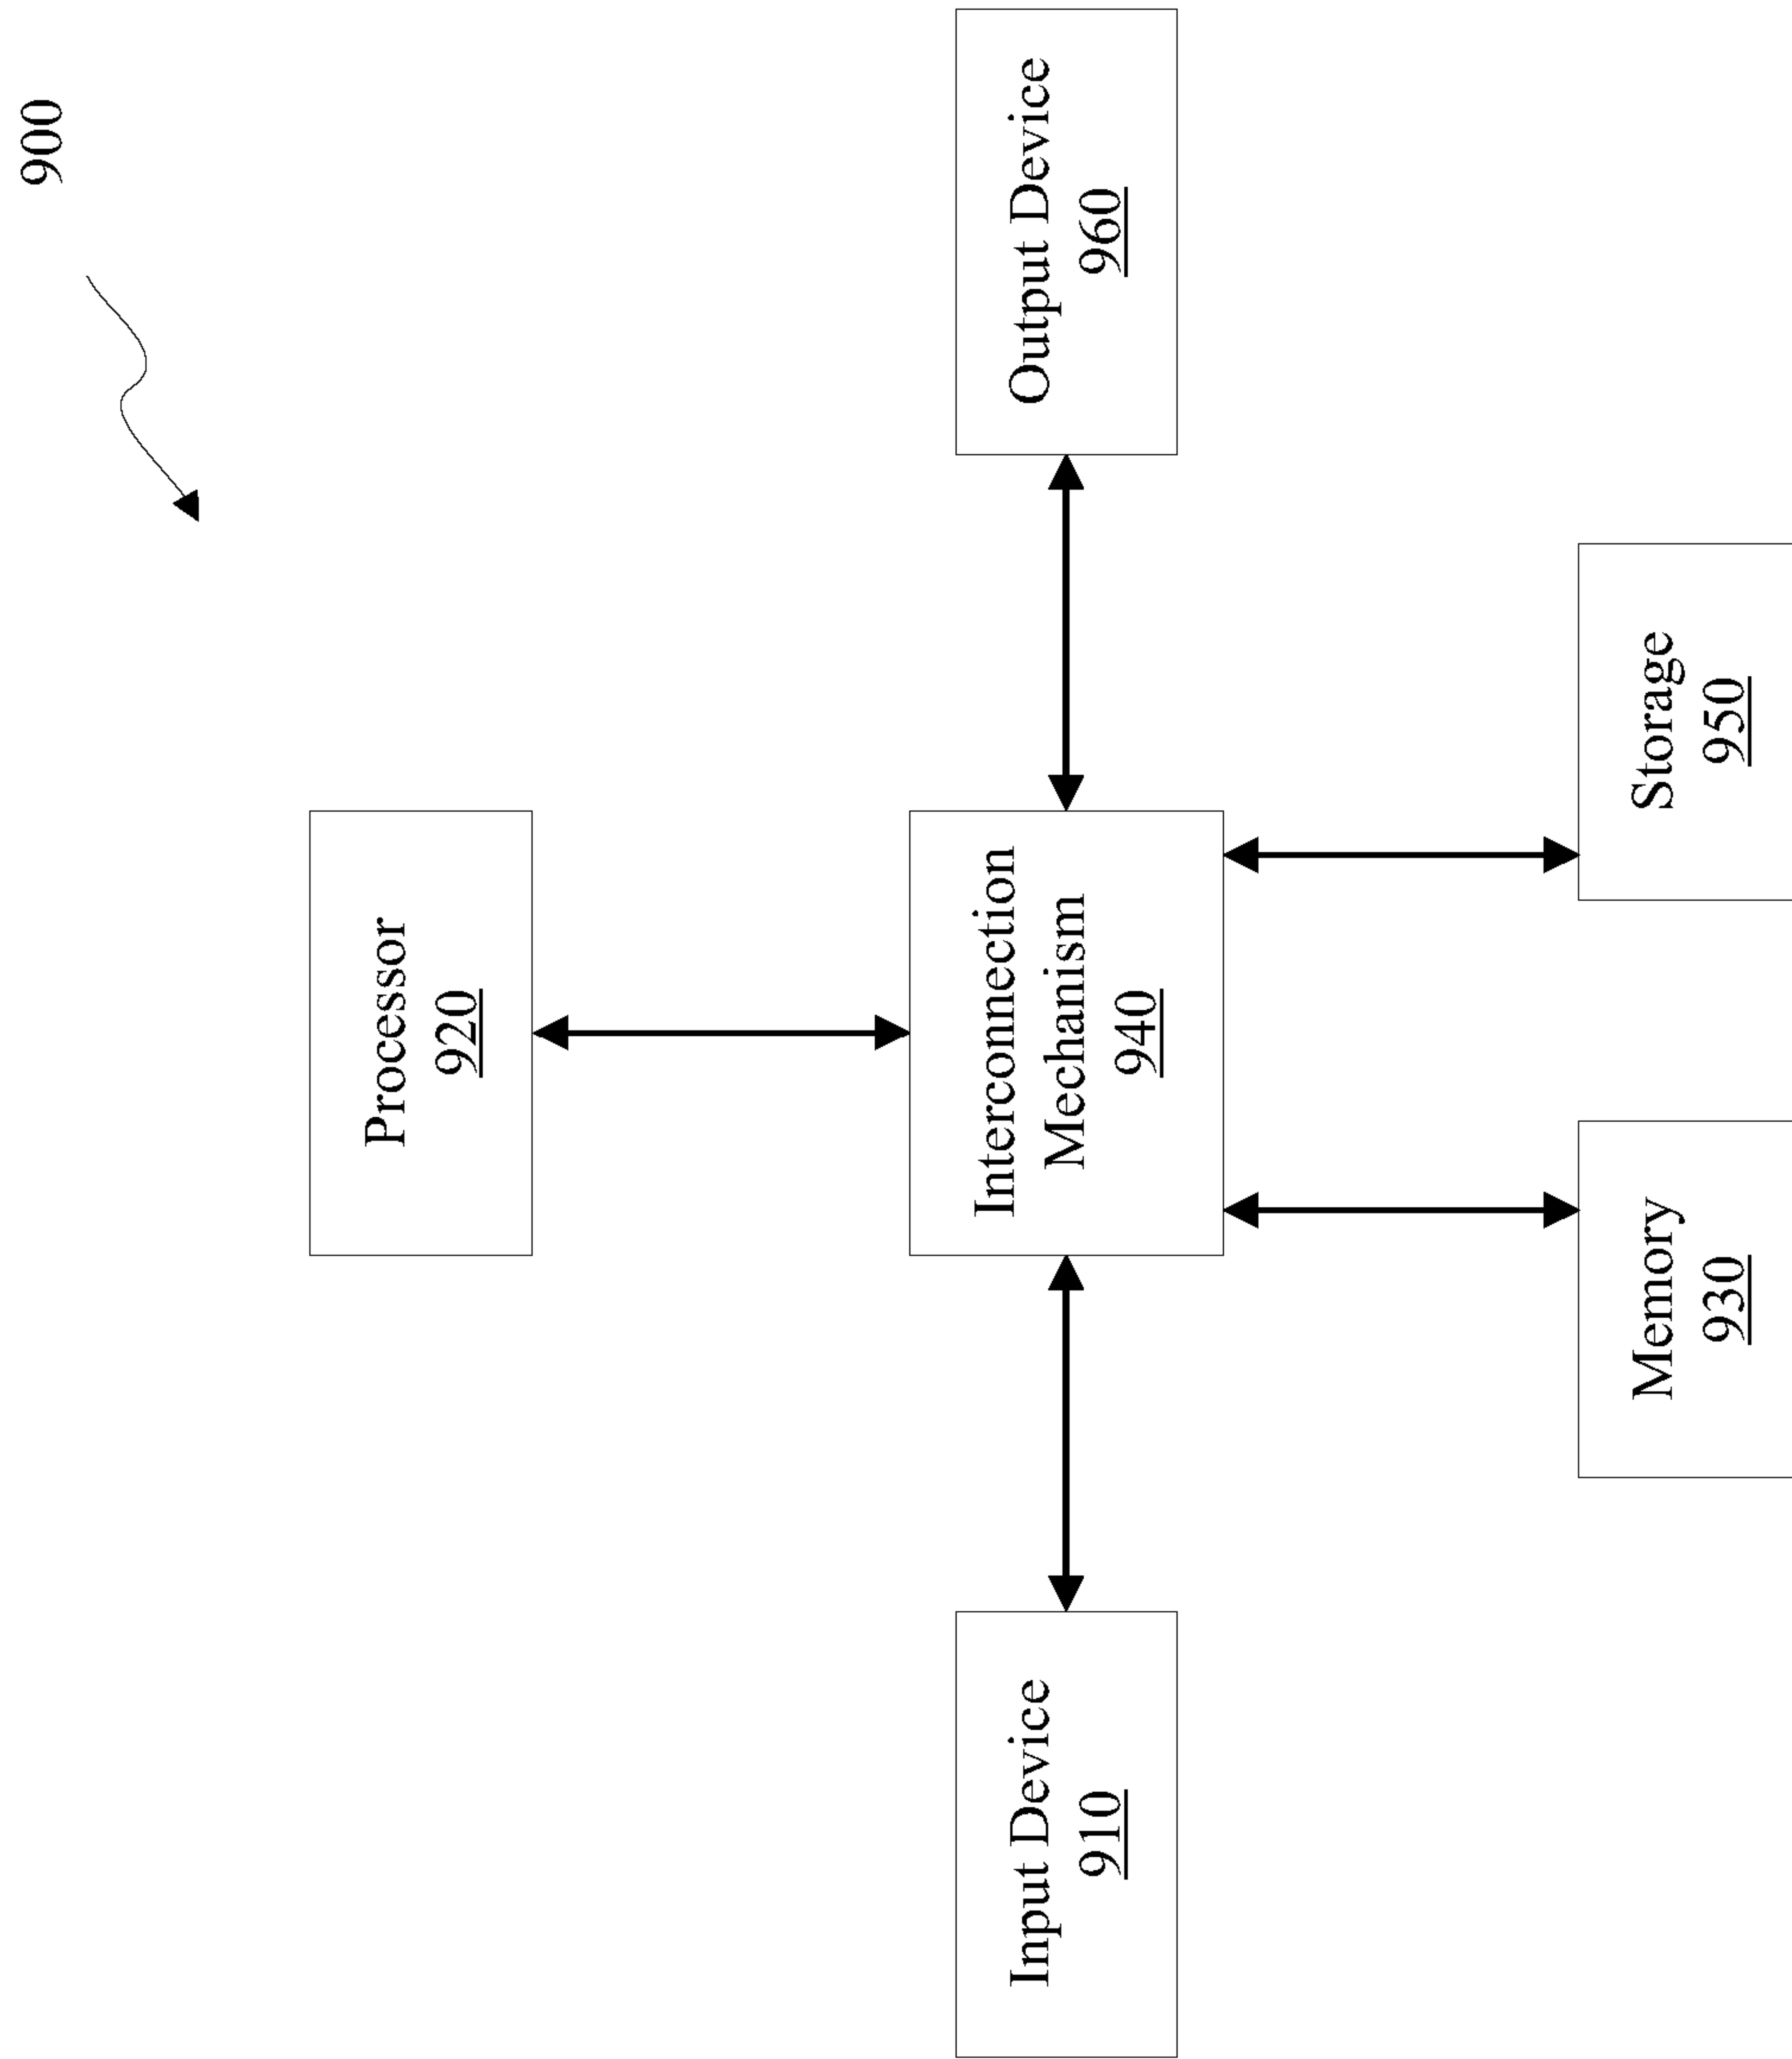 900
Processor
920
Input Device
910
Interconnection
Mechanism
940
Output Device
960
Memory
930
Storage
950